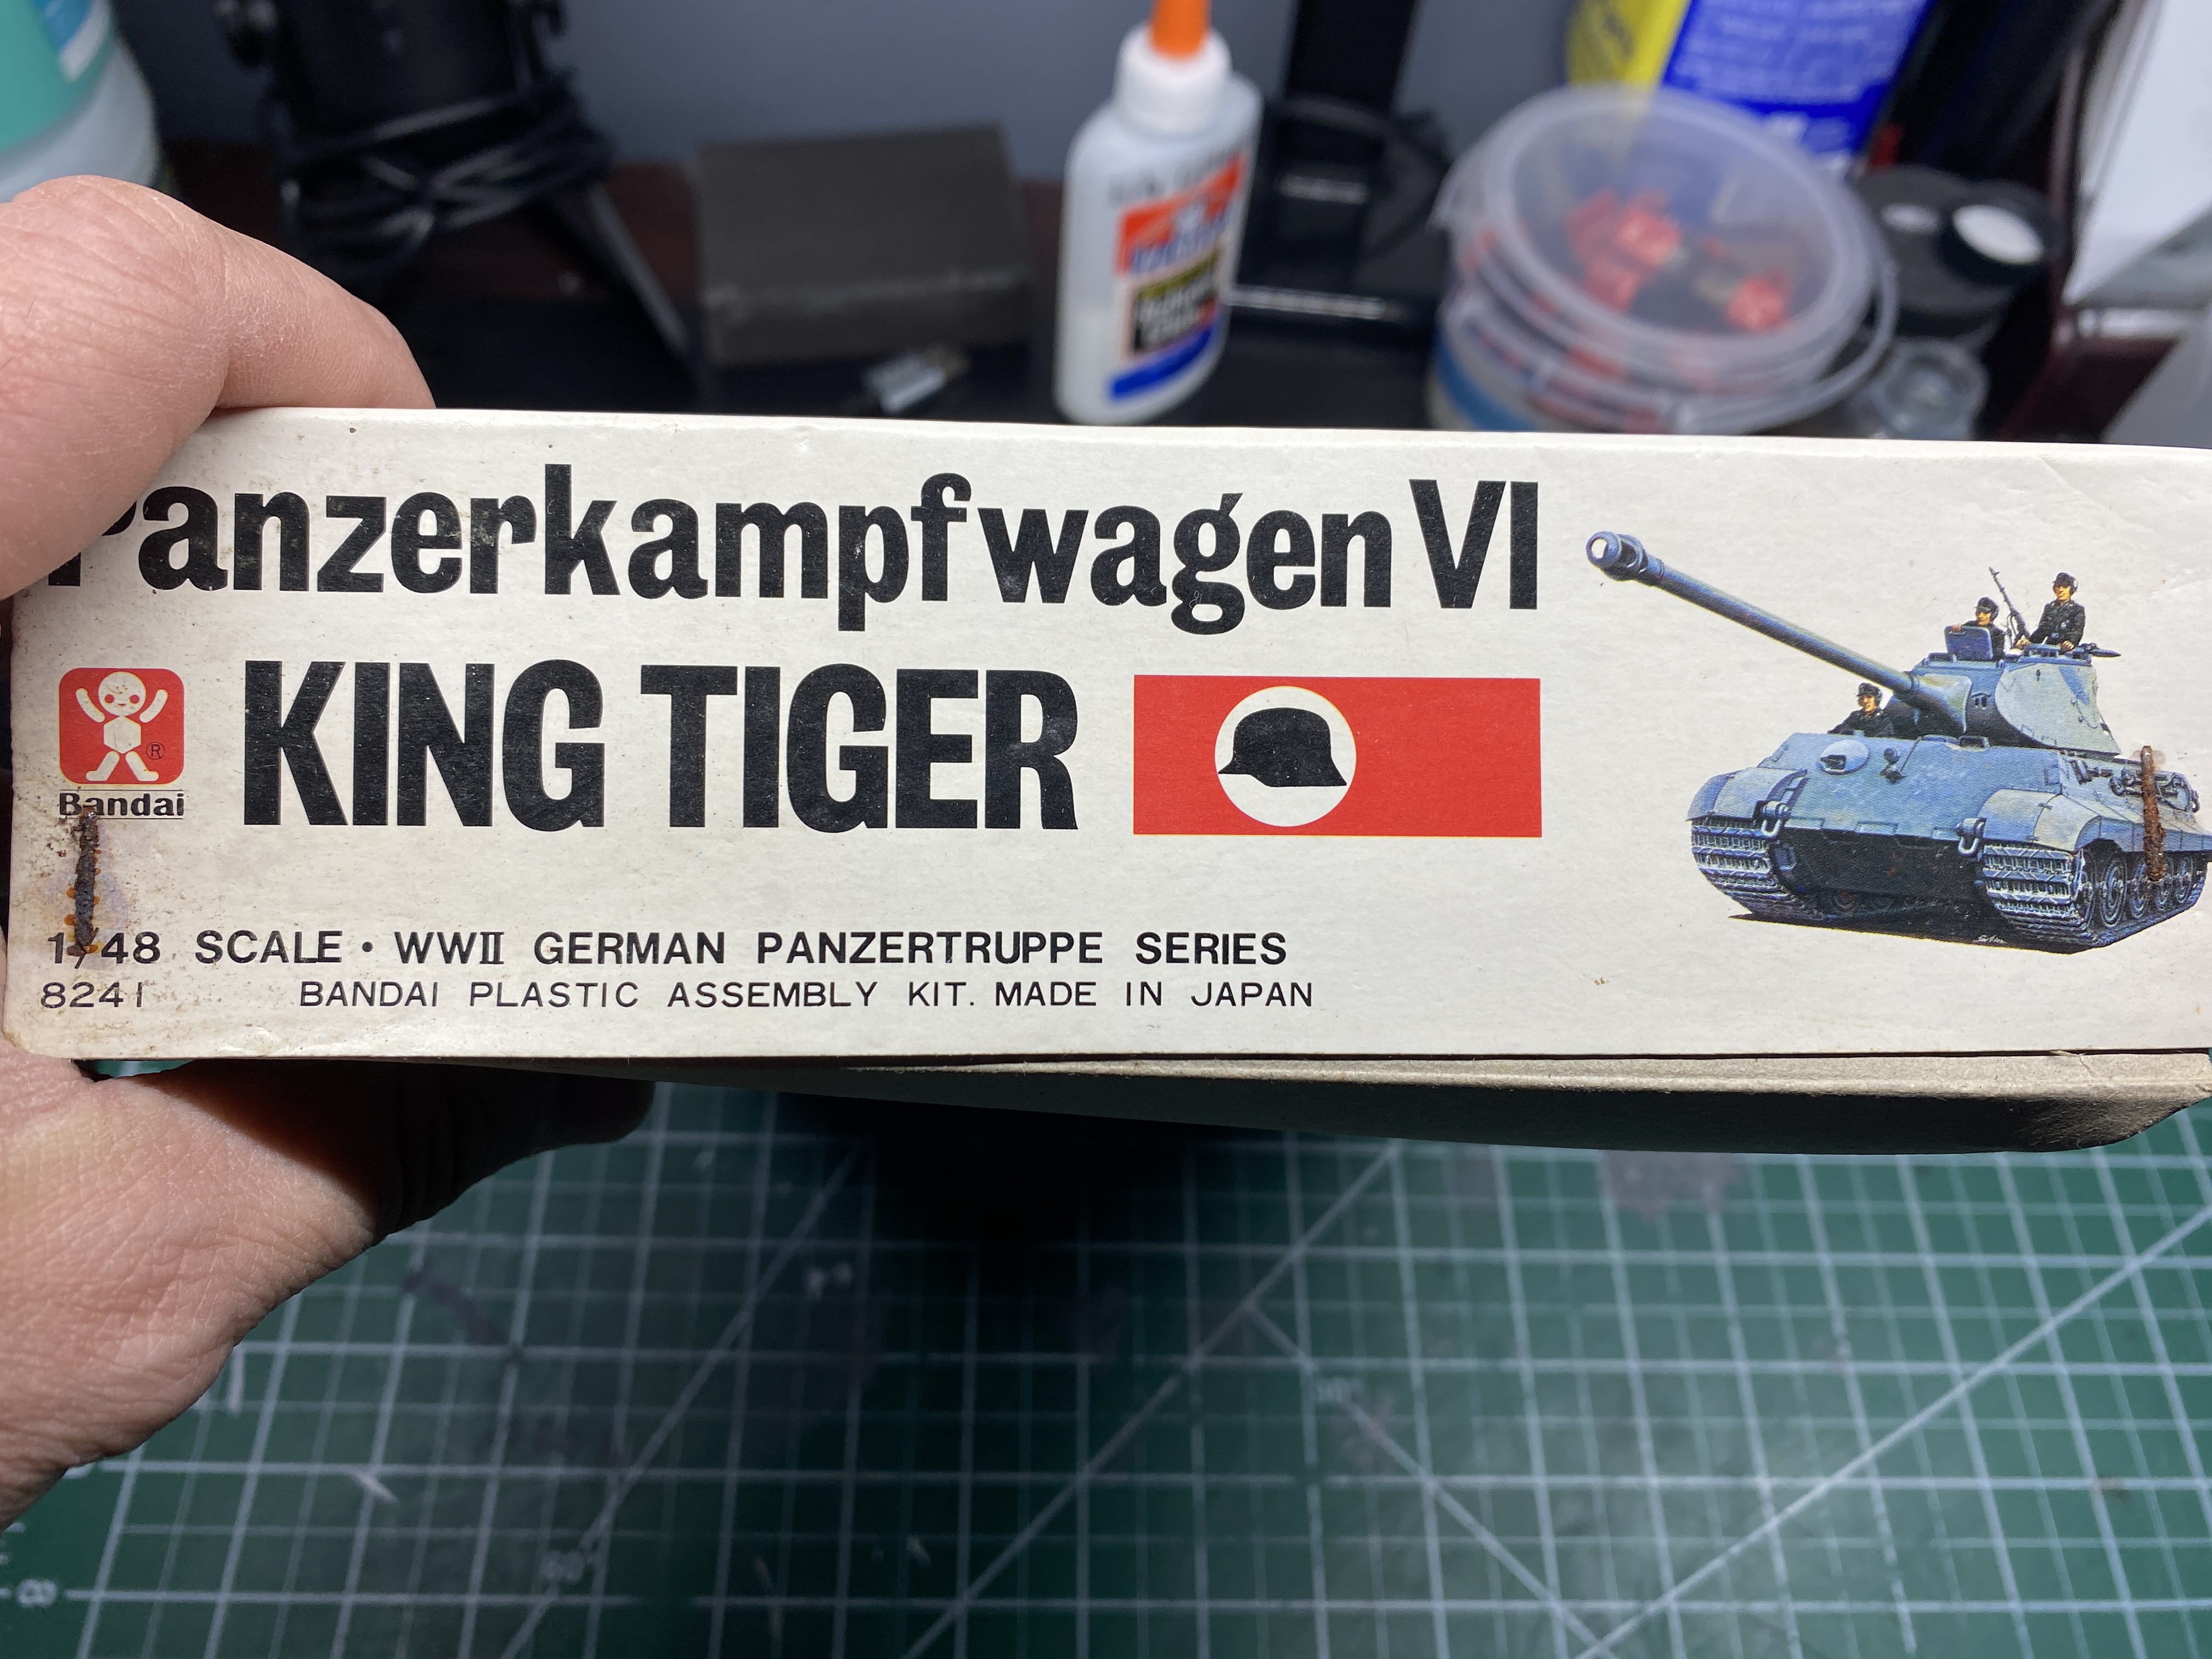 Panzerkampfwagen VI
KING TIGER
®
Bandai
1/48 SCALE • WWII GERMAN PANZERTRUPPE SERIES
8241 BANDAI PLASTIC ASSEMBLY KIT. MADE IN JAPAN